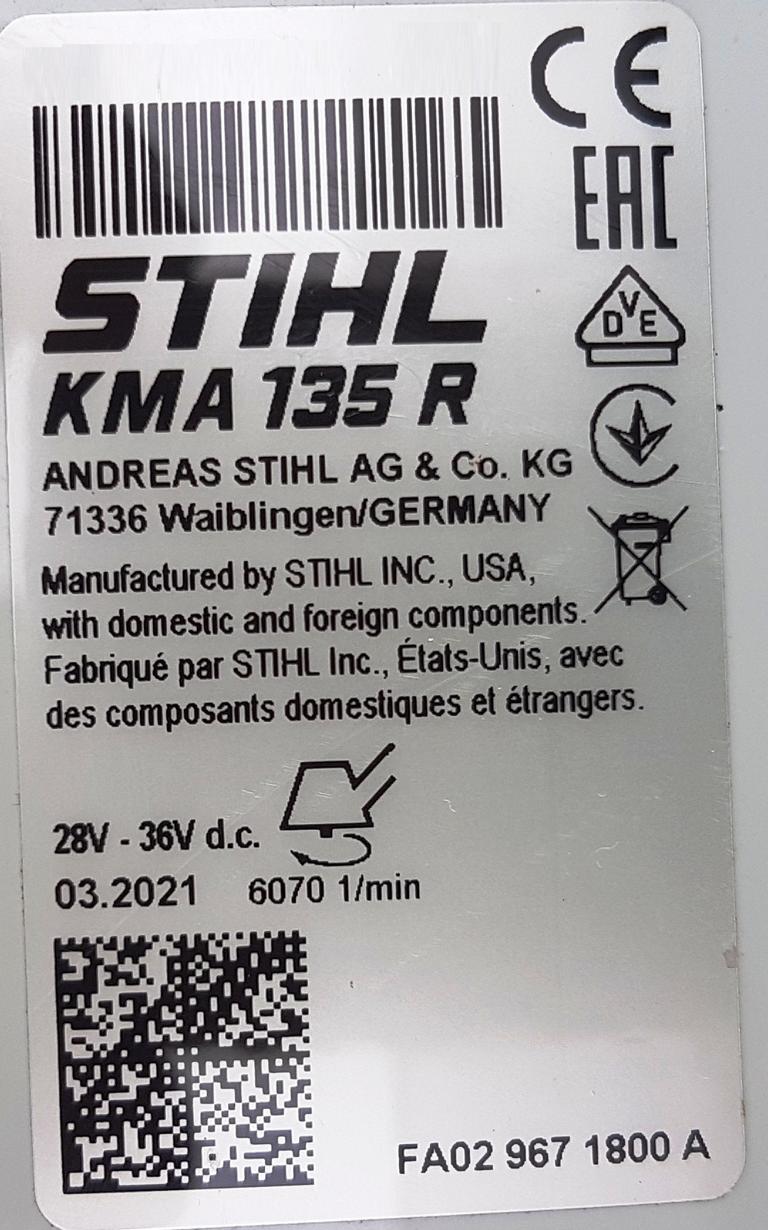 CE
EAC
STIHL
VDE
KMA 135 R
ANDREAS STIHL AG & Co. KG
71336 Waiblingen/GERMANY
Manufactured by STIHL INC., USA,
with domestic and foreign components.
Fabriqué par STIHL Inc., États-Unis, avec
des composants domestiques et étrangers.
28V - 36V d.c.
03.2021 6070 1/min
FA02 967 1800 A